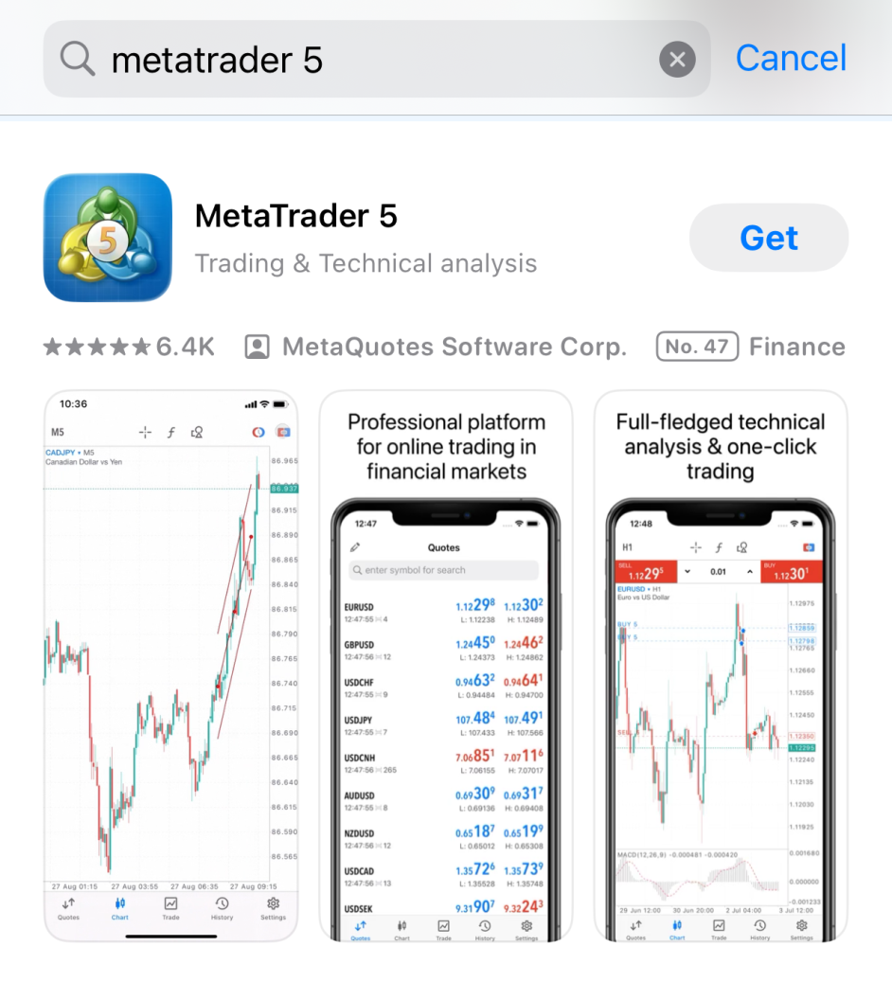 metatrader 5
Cancel
5
MetaTrader 5
Trading & Technical analysis
Get
6.4K
MetaQuotes Software Corp.
No. 47
Finance
10:36
M5
CADJPY • M5
Canadian Dollar vs Yen
86.965
86.937
86.915
86.890
86.865
86.840
86.815
86.790
86.765
86.740
86.715
86.690
86.665
86.640
86.615
86.590
86.565
27 Aug 01:15 27 Aug 03:55 27 Aug 06:35 27 Aug 09:15
Quotes Chart Trade History Settings
Professional platform
for online trading in
financial markets
12:47
Quotes
enter symbol for search
EURUSD 1.12298 1.12302
12:47:55 4 L: 1.12238 H: 1.12489
GBPUSD 1.24450 1.24462
12:47:56 12 L: 1.24373 H: 1.24862
USDCHF 0.94632 0.94641
12:47:55 9 L: 0.94484 H: 0.94700
USDJPY 107.484 107.491
12:47:55 7 L: 107.433 H: 107.566
USDCNH 7.06851 7.07116
12:47:56 265 L: 7.06155 H: 7.07017
AUDUSD 0.69309 0.69317
12:47:55 8 L: 0.69136 H: 0.69408
NZDUSD 0.65187 0.65199
12:47:56 12 L: 0.65012 H: 0.65308
USDCAD 1.35726 1.35739
12:47:56 13 L: 1.35528 H: 1.35748
USDSEK 9.31907 9.32243
Quotes Chart Trade History Settings
Full-fledged technical
analysis & one-click
trading
12:48
H1
SELL
1.12295
0.01
BUY
1.12301
EURUSD • H1
Euro vs US Dollar
BUY 5
SEL
1.12975
1.12859
1.12798
1.12765
1.12660
1.12555
1.12450
1.12350
1.12295
1.12240
1.12135
1.12030
1.11925
MACD(12,26,9) -0.000481 -0.000420
0.001680
0.000000
-0.001233
29 Jun 12:00 30 Jun 20:00 2 Jul 04:00 3 Jul 12:00
Quotes Chart Trade History Settings